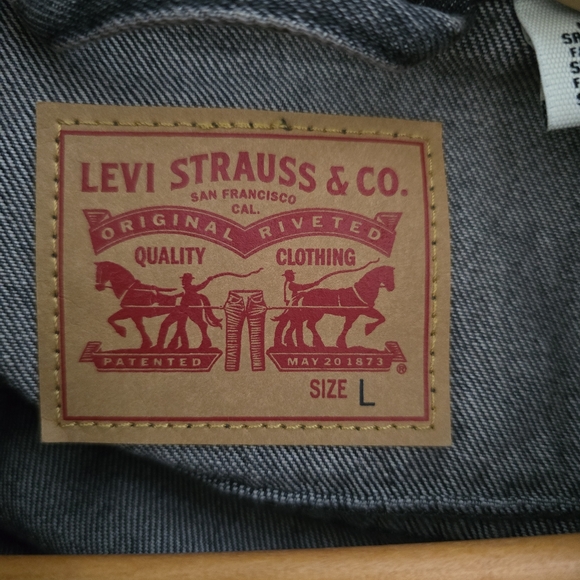 LEVI STRAUSS & CO.
SAN FRANCISCO
CAL.
ORIGINAL RIVETED
QUALITY CLOTHING
PATENTED MAY 20 1873
®
SIZE L